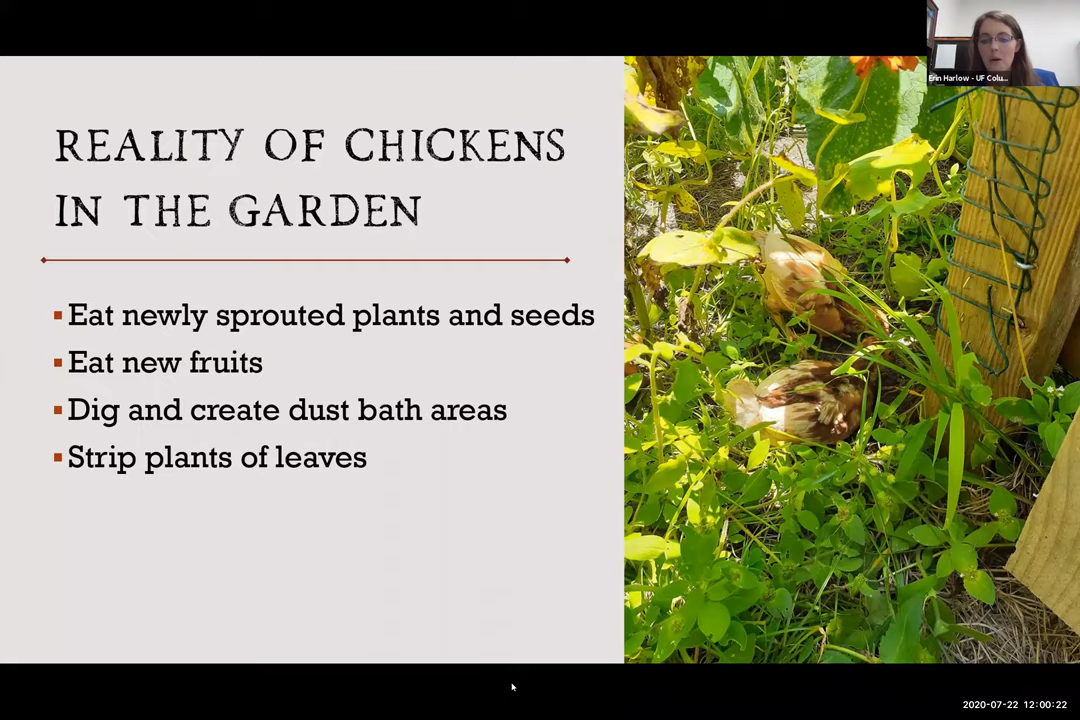 Erin Harlow - UF Colu...
REALITY OF CHICKENS
IN THE GARDEN
▪Eat newly sprouted plants and seeds
▪Eat new fruits
▪Dig and create dust bath areas
▪Strip plants of leaves
2020-07-22 12:00:22